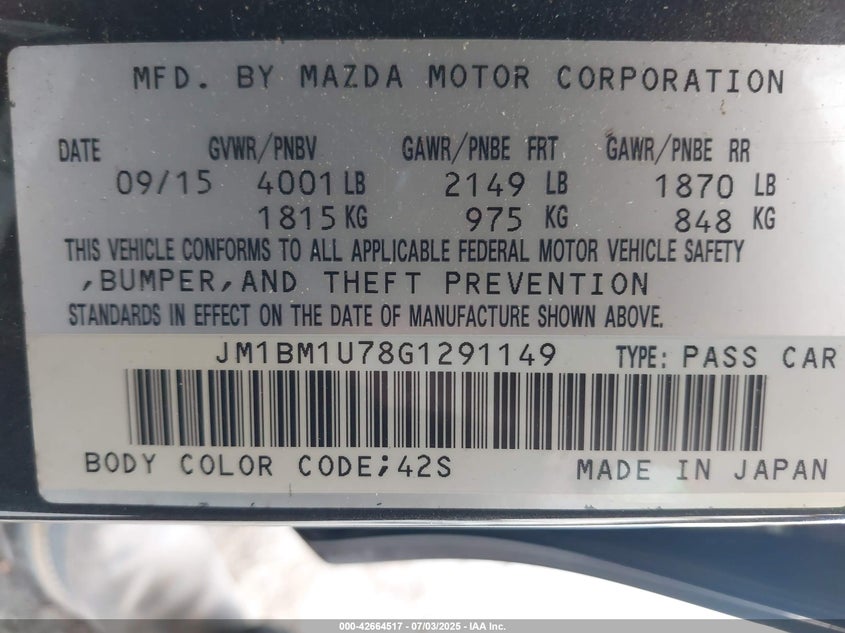 MFD. BY MAZDA MOTOR CORPORATION
DATE GVWR/PNBV GAWR/PNBE FRT GAWR/PNBE RR
09/15 4001 LB 2149 LB 1870 LB
1815 KG 975 KG 848 KG
THIS VEHICLE CONFORMS TO ALL APPLICABLE FEDERAL MOTOR VEHICLE SAFETY
,BUMPER,AND THEFT PREVENTION
STANDARDS IN EFFECT ON THE DATE OF MANUFACTURE SHOWN ABOVE.
JM1BM1U78G1291149 TYPE: PASS CAR
BODY COLOR CODE;42S MADE IN JAPAN
000-42664517 - 07/03/2025 - IAA Inc.